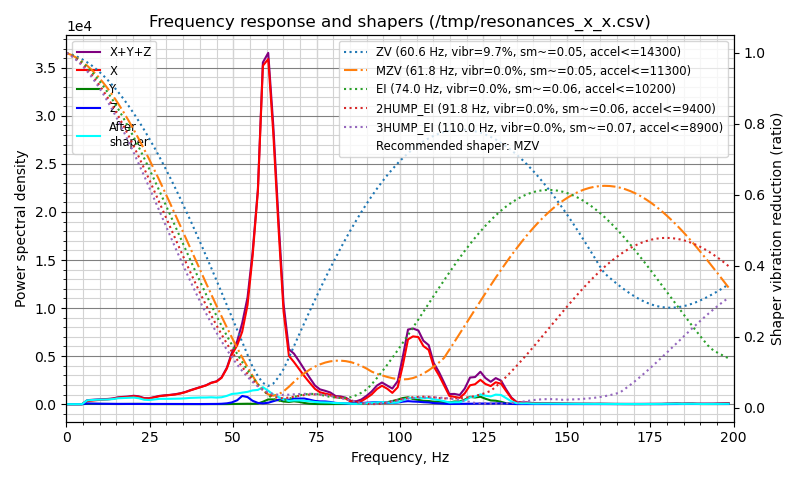 Frequency response and shapers (/tmp/resonances_x_x.csv)
1e4
X+Y+Z
X
Y
Z
After
shaper
ZV (60.6 Hz, vibr=9.7%, sm~=0.05, accel<=14300)
MZV (61.8 Hz, vibr=0.0%, sm~=0.05, accel<=11300)
EI (74.0 Hz, vibr=0.0%, sm~=0.06, accel<=10200)
2HUMP_EI (91.8 Hz, vibr=0.0%, sm~=0.06, accel<=9400)
3HUMP_EI (110.0 Hz, vibr=0.0%, sm~=0.07, accel<=8900)
Recommended shaper: MZV
Power spectral density
3.5
3.0
2.5
2.0
1.5
1.0
0.5
0.0
1.0
0.8
0.6
0.4
0.2
0.0
Shaper vibration reduction (ratio)
0 25 50 75 100 125 150 175 200
Frequency, Hz